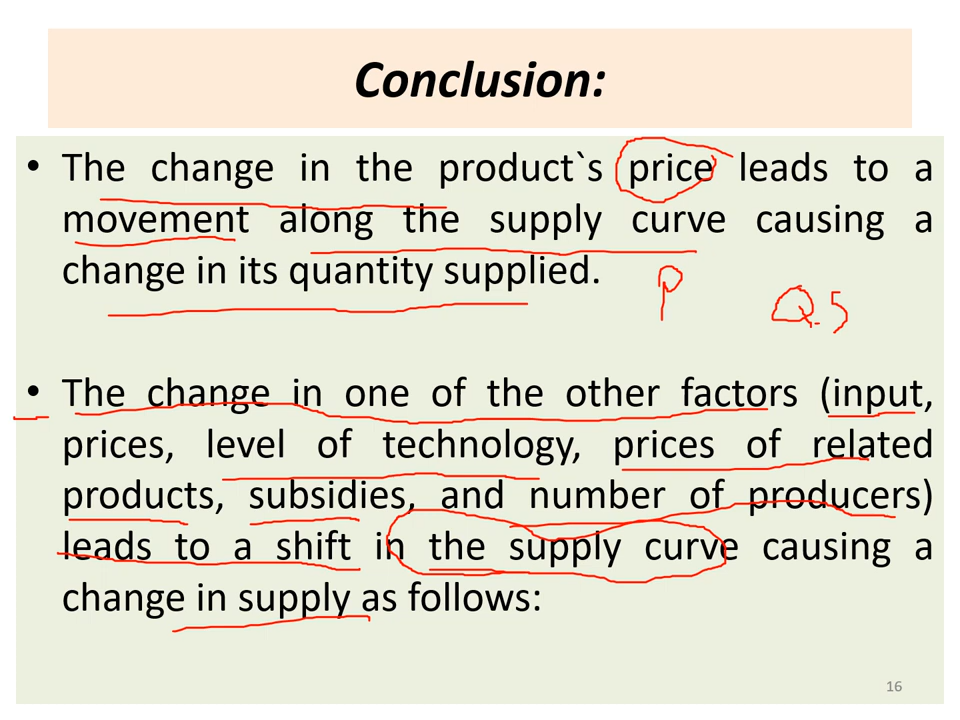 Conclusion:
• The change in the product`s price leads to a
movement along the supply curve causing a
change in its quantity supplied.
P Q.S
• The change in one of the other factors (input,
prices, level of technology, prices of related
products, subsidies, and number of producers)
leads to a shift in the supply curve causing a
change in supply as follows:
16